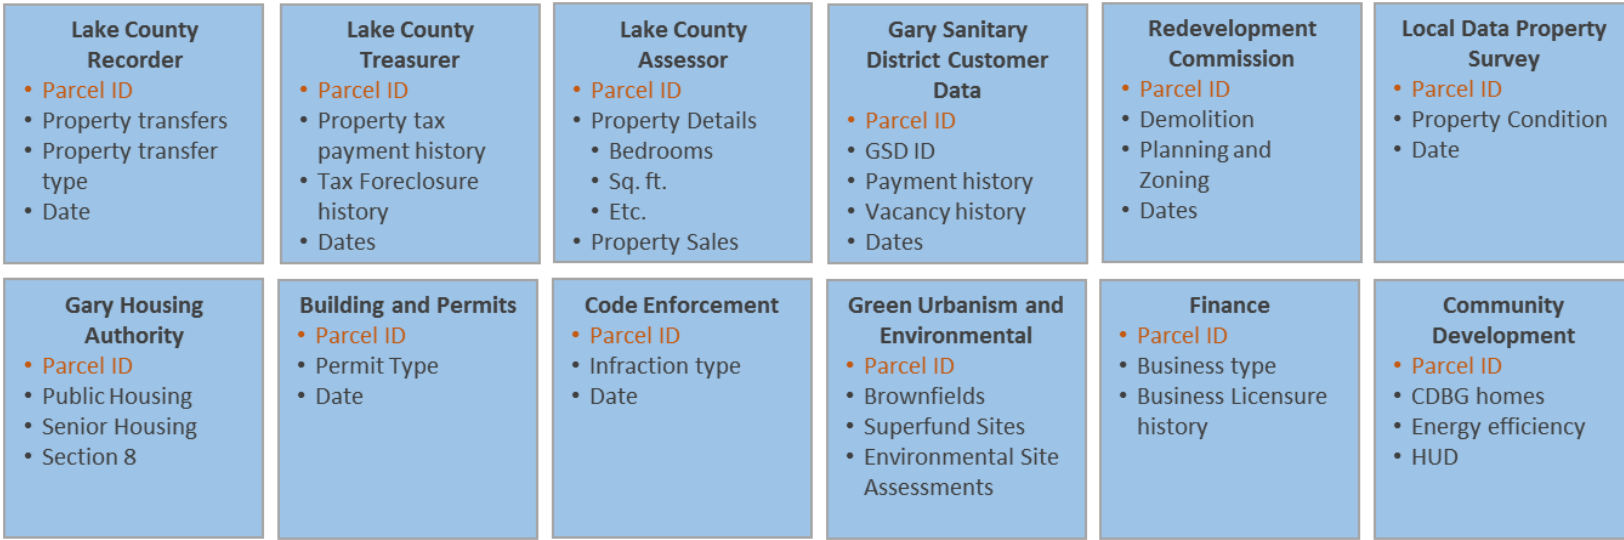 Lake County
Recorder
• Parcel ID
• Property transfers
• Property transfer
type
• Date
Lake County
Treasurer
• Parcel ID
• Property tax
payment history
• Tax Foreclosure
history
• Dates
Lake County
Assessor
• Parcel ID
• Property Details
• Bedrooms
• Sq. ft.
• Etc.
• Property Sales
Gary Sanitary
District Customer
Data
• Parcel ID
• GSD ID
• Payment history
• Vacancy history
• Dates
Redevelopment
Commission
• Parcel ID
• Demolition
• Planning and
Zoning
• Dates
Local Data Property
Survey
• Parcel ID
• Property Condition
• Date
Gary Housing
Authority
• Parcel ID
• Public Housing
• Senior Housing
• Section 8
Building and Permits
• Parcel ID
• Permit Type
• Date
Code Enforcement
• Parcel ID
• Infraction type
• Date
Green Urbanism and
Environmental
• Parcel ID
• Brownfields
• Superfund Sites
• Environmental Site
Assessments
Finance
• Parcel ID
• Business type
• Business Licensure
history
Community
Development
• Parcel ID
• CDBG homes
• Energy efficiency
• HUD